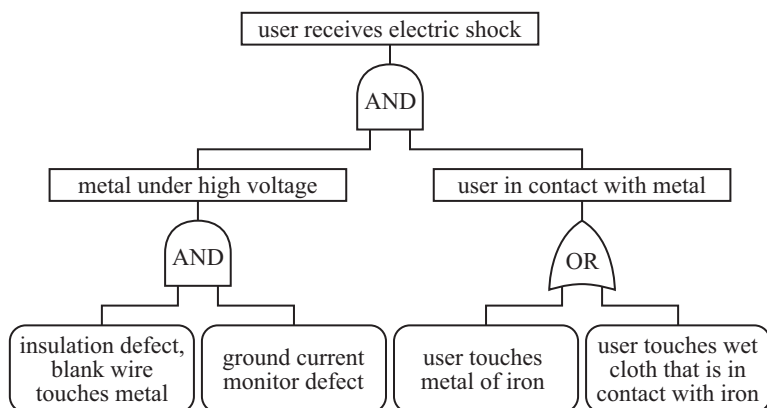 user receives electric shock
AND
metal under high voltage
user in contact with metal
AND
OR
insulation defect,
blank wire
touches metal
ground current
monitor defect
user touches
metal of iron
user touches wet
cloth that is in
contact with iron